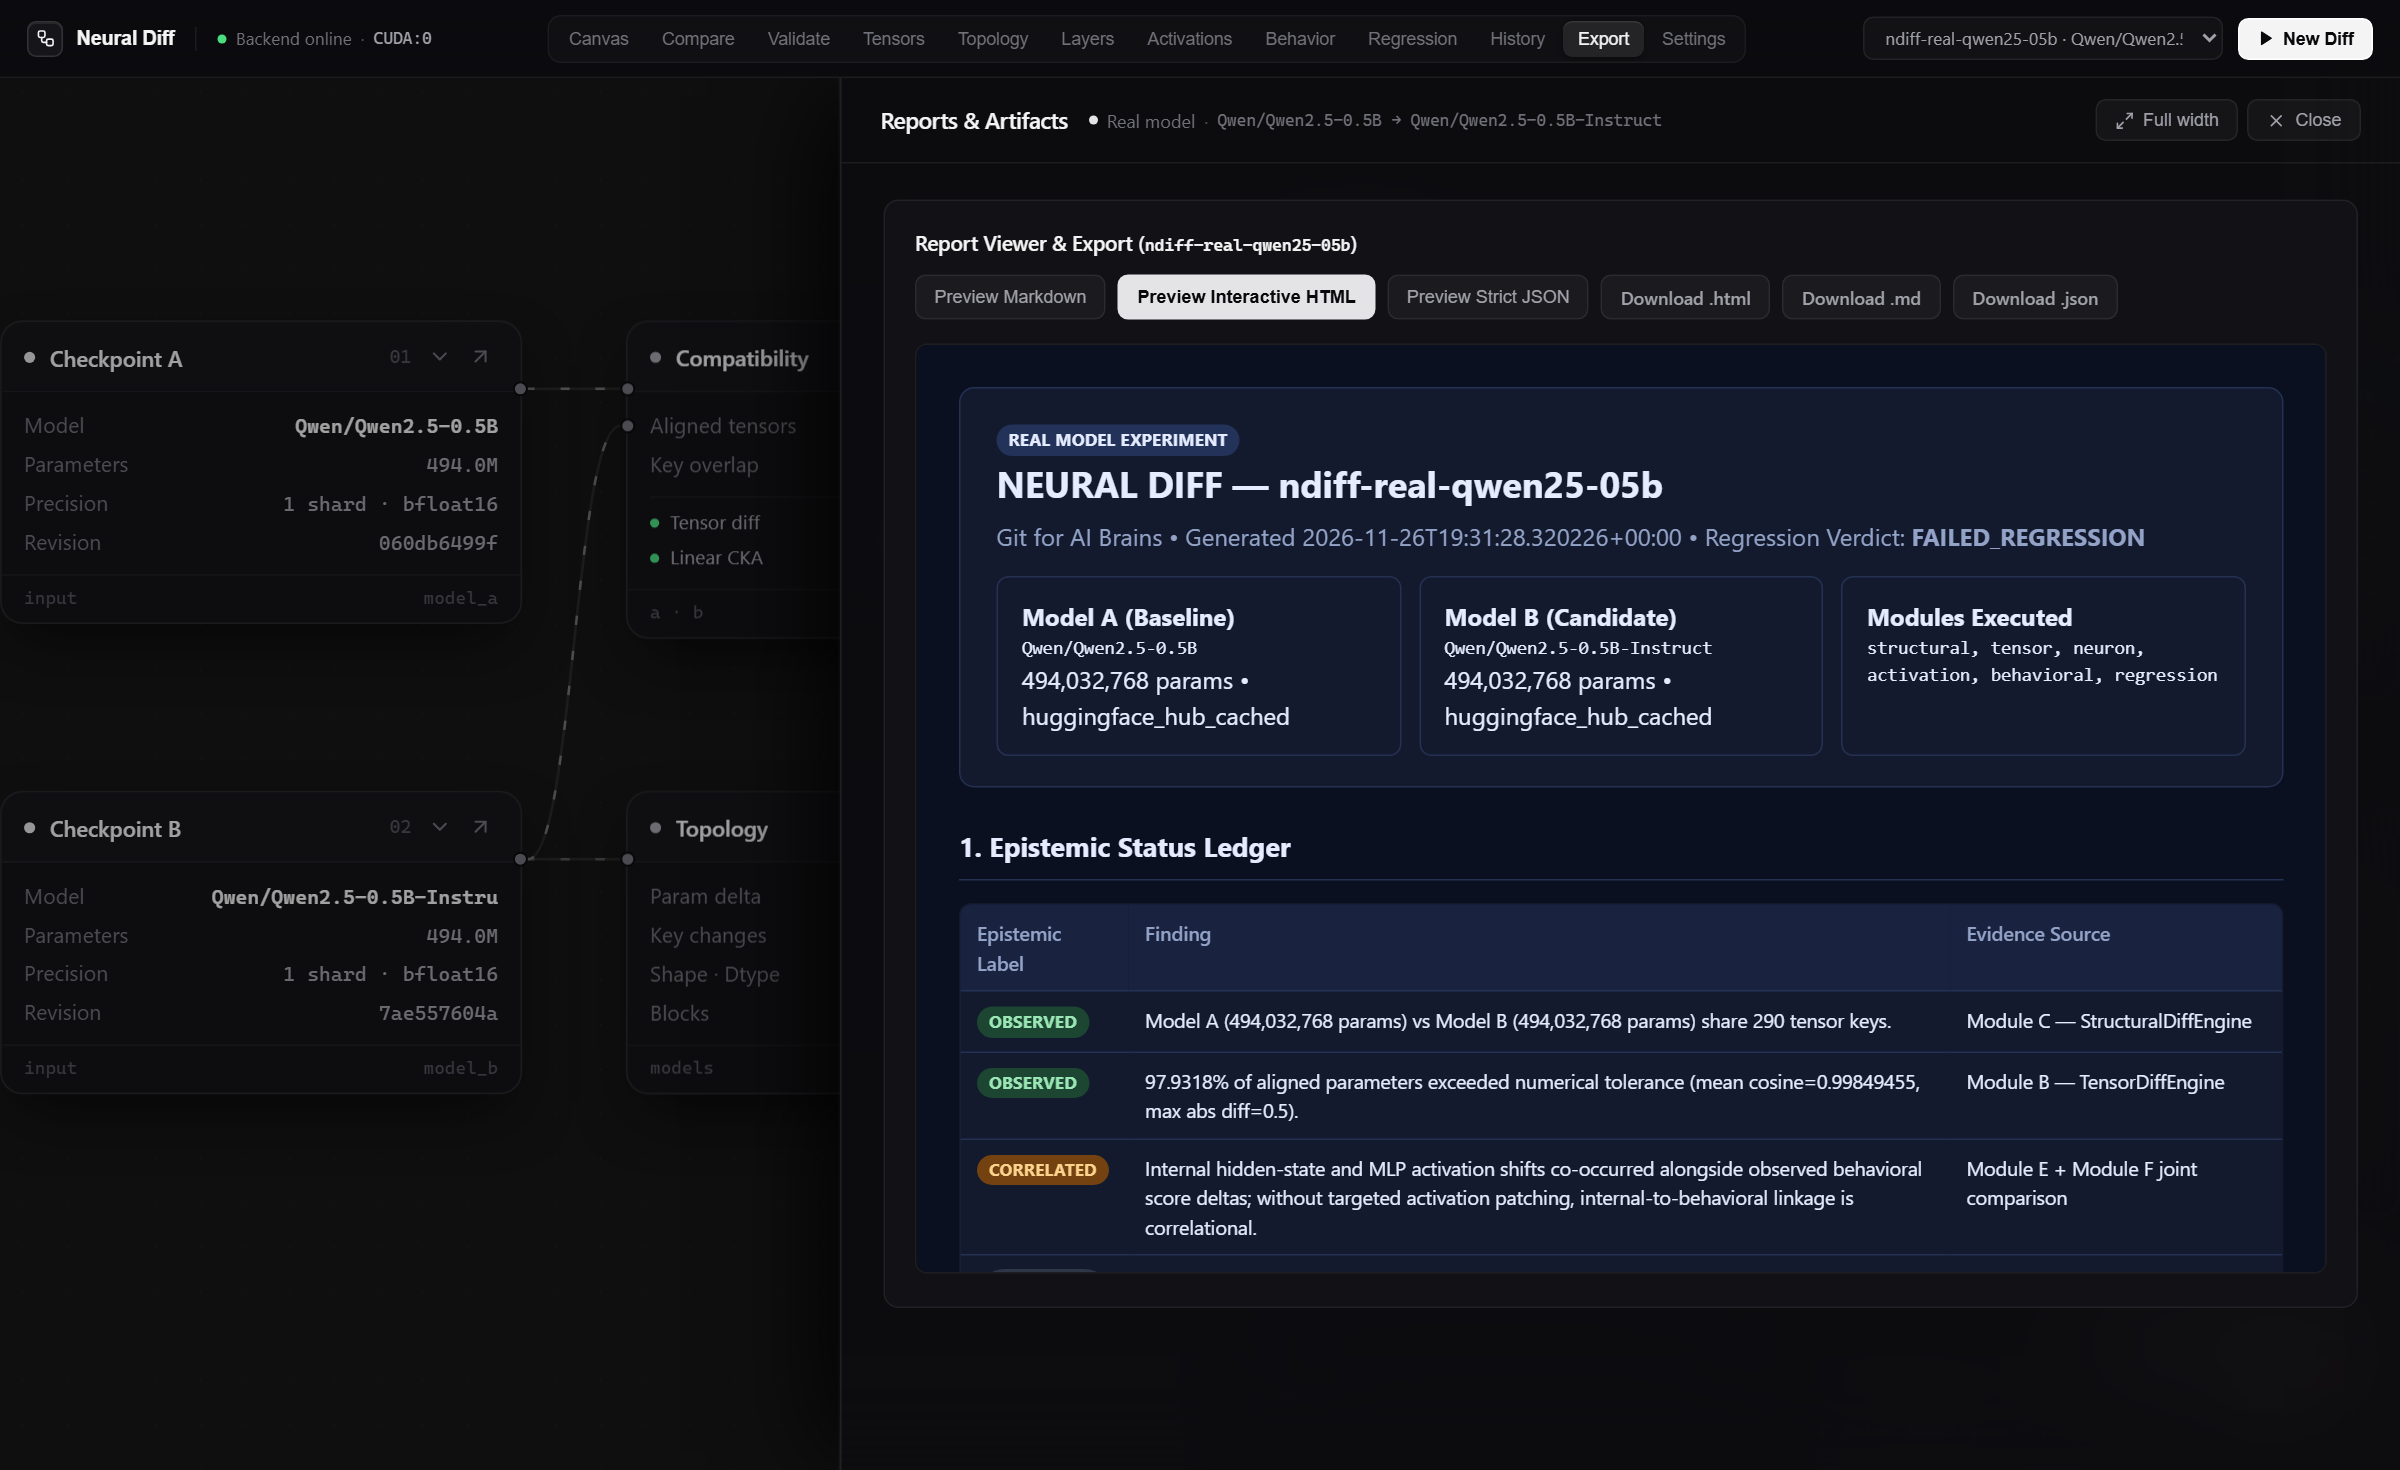 Neural Diff
Backend online · CUDA:0
Canvas
Compare
Validate
Tensors
Topology
Layers
Activations
Behavior
Regression
History
Export
Settings
ndiff-real-qwen25-05b · Qwen/Qwen2.!
New Diff
Checkpoint A
01
Model
Qwen/Qwen2.5-0.5B
Parameters
494.0M
Precision
1 shard · bfloat16
Revision
060db6499f
input
model_a
Compatibility
Aligned tensors
Key overlap
Tensor diff
Linear CKA
a · b
Checkpoint B
02
Model
Qwen/Qwen2.5-0.5B-Instru
Parameters
494.0M
Precision
1 shard · bfloat16
Revision
7ae557604a
input
model_b
Topology
Param delta
Key changes
Shape · Dtype
Blocks
models
Reports & Artifacts
Real model · Qwen/Qwen2.5-0.5B → Qwen/Qwen2.5-0.5B-Instruct
Full width
Close
Report Viewer & Export (ndiff-real-qwen25-05b)
Preview Markdown
Preview Interactive HTML
Preview Strict JSON
Download .html
Download .md
Download .json
REAL MODEL EXPERIMENT
NEURAL DIFF — ndiff-real-qwen25-05b
Git for AI Brains • Generated 2026-11-26T19:31:28.320226+00:00 • Regression Verdict: FAILED_REGRESSION
Model A (Baseline)
Qwen/Qwen2.5-0.5B
494,032,768 params •
huggingface_hub_cached
Model B (Candidate)
Qwen/Qwen2.5-0.5B-Instruct
494,032,768 params •
huggingface_hub_cached
Modules Executed
structural, tensor, neuron,
activation, behavioral, regression
1. Epistemic Status Ledger
Epistemic
Label
Finding
Evidence Source
OBSERVED
Model A (494,032,768 params) vs Model B (494,032,768 params) share 290 tensor keys.
Module C — StructuralDiffEngine
OBSERVED
97.9318% of aligned parameters exceeded numerical tolerance (mean cosine=0.99849455,
max abs diff=0.5).
Module B — TensorDiffEngine
CORRELATED
Internal hidden-state and MLP activation shifts co-occurred alongside observed behavioral
score deltas; without targeted activation patching, internal-to-behavioral linkage is
correlational.
Module E + Module F joint
comparison